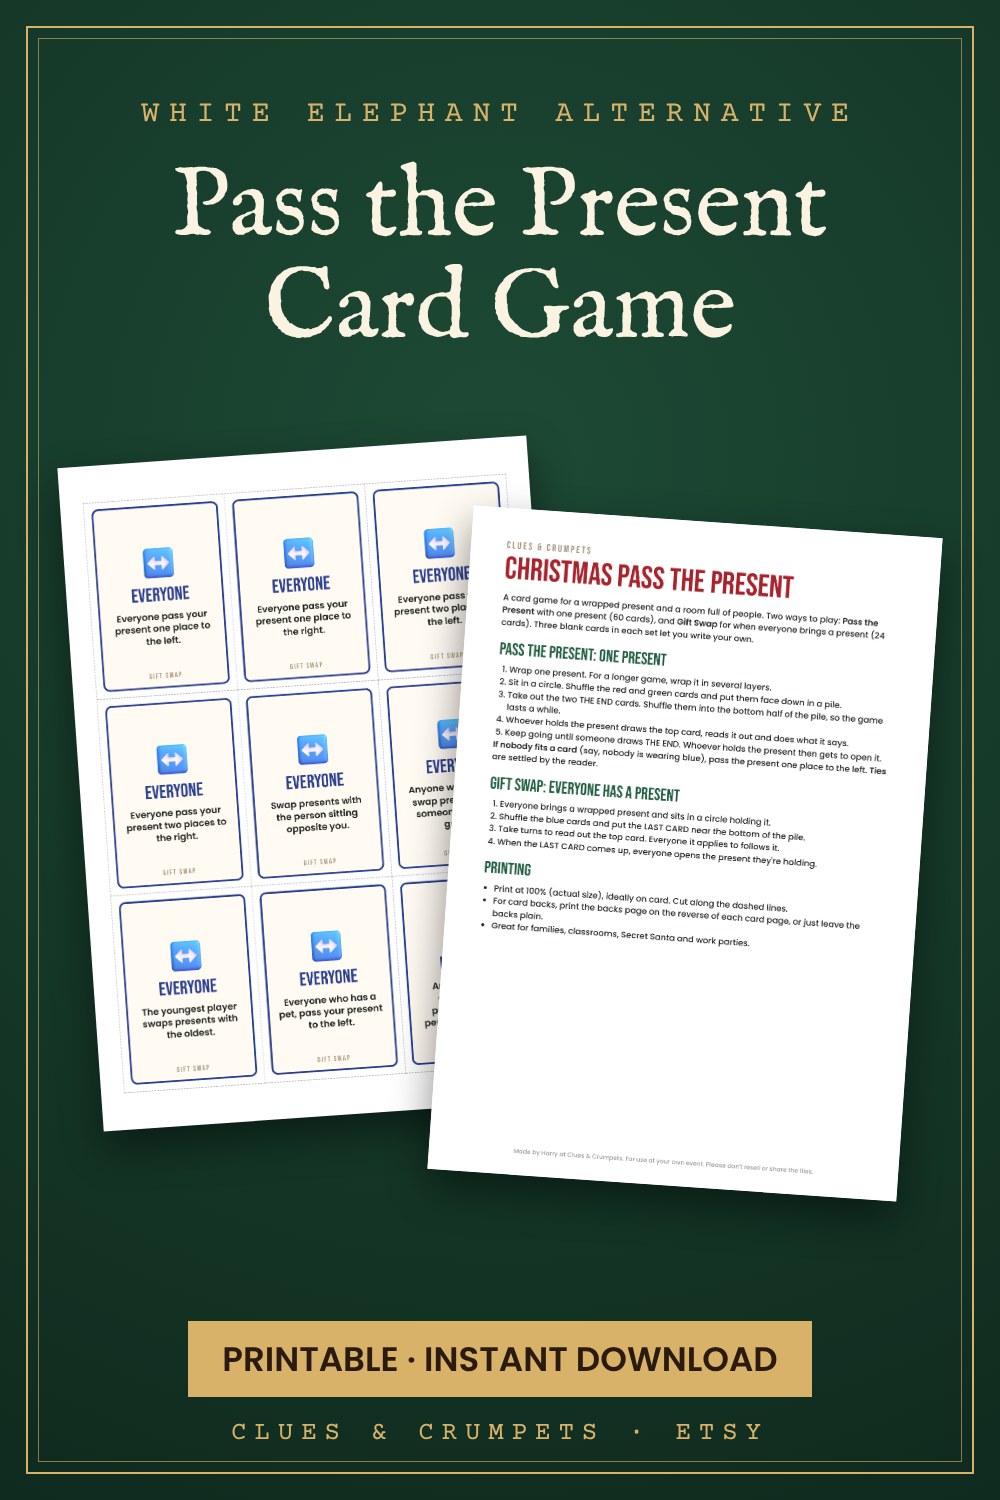 WHITE ELEPHANT ALTERNATIVE
Pass the Present
Card Game
EVERYONE
Everyone pass your
present one place to
the left.
GIFT SWAP
EVERYONE
Everyone pass your
present one place to
the right.
GIFT SWAP
EVERYONE
Everyone pass
present two pla
the left.
GIFT SWAP
EVERYONE
Everyone pass your
present two places to
the right.
GIFT SWAP
EVERYONE
Swap presents with
the person sitting
opposite you.
GIFT SWAP
Anyone
swap
EVERYONE
The youngest player
swaps presents with
the oldest.
GIFT SWAP
EVERYONE
Everyone who has a
pet, pass your present
to the left.
GIFT SWAP
CLUES & CRUMPETS
CHRISTMAS PASS THE PRESENT
A card game for a wrapped present and a room full of people. Two ways to play: Pass the
Present with one present (60 cards), and Gift Swap for when everyone brings a present (24
cards). Three blank cards in each set let you write your own.
PASS THE PRESENT: ONE PRESENT
1. Wrap one present. For a longer game, wrap it in several layers.
2. Sit in a circle. Shuffle the red and green cards and put them face down in a pile.
3. Take out the two THE END cards. Shuffle them into the bottom half of the pile, so the game
lasts a while.
4. Whoever holds the present draws the top card, reads it out and does what it says.
5. Keep going until someone draws THE END. Whoever holds the present then gets to open it.
If nobody fits a card (say, nobody is wearing blue), pass the present one place to the left. Ties
are settled by the reader.
GIFT SWAP: EVERYONE HAS A PRESENT
1. Everyone brings a wrapped present and sits in a circle holding it.
2. Shuffle the blue cards and put the LAST CARD near the bottom of the pile.
3. Take turns to read out the top card. Everyone it applies to follows it.
4. When the LAST CARD comes up, everyone opens the present they're holding.
PRINTING
• Print at 100% (actual size), ideally on card. Cut along the dashed lines.
• For card backs, print the backs page on the reverse of each card page, or just leave the
backs plain.
• Great for families, classrooms, Secret Santa and work parties.
Made by Harry at Clues & Crumpets. For use at your own event. Please don't resell or share the files.
PRINTABLE · INSTANT DOWNLOAD
CLUES & CRUMPETS · ETSY